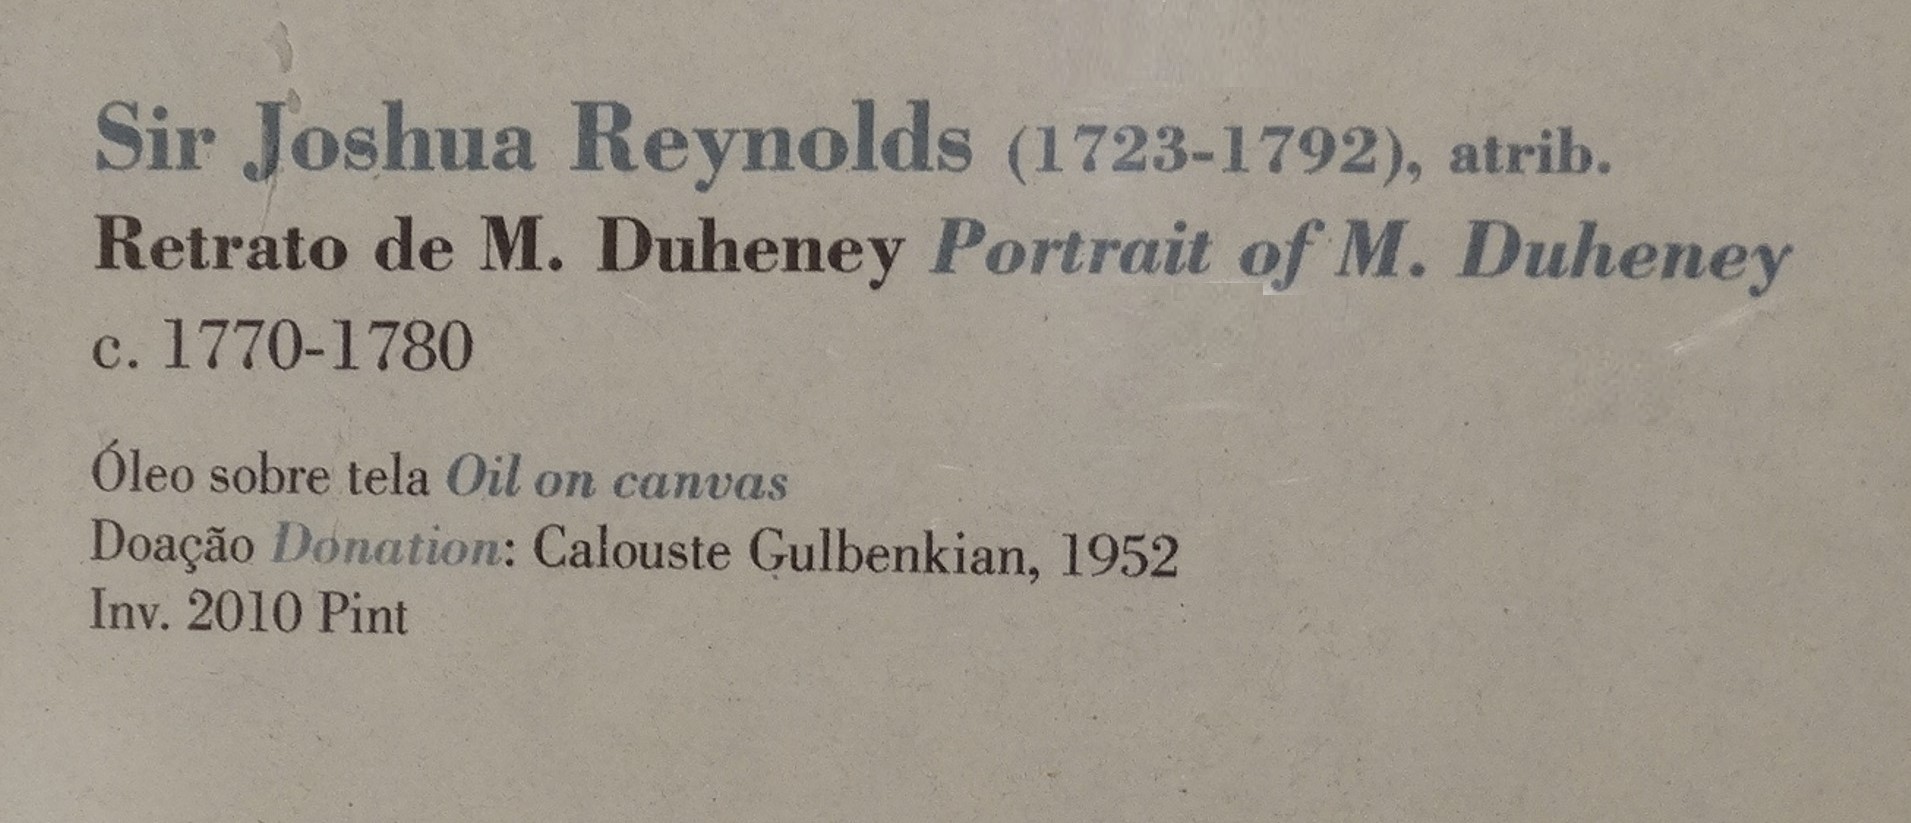 Sir Joshua Reynolds (1723-1792), atrib.
Retrato de M. Duheney Portrait of M. Duheney
c. 1770-1780
Óleo sobre tela Oil on canvas
Doação Donation: Calouste Gulbenkian, 1952
Inv. 2010 Pint